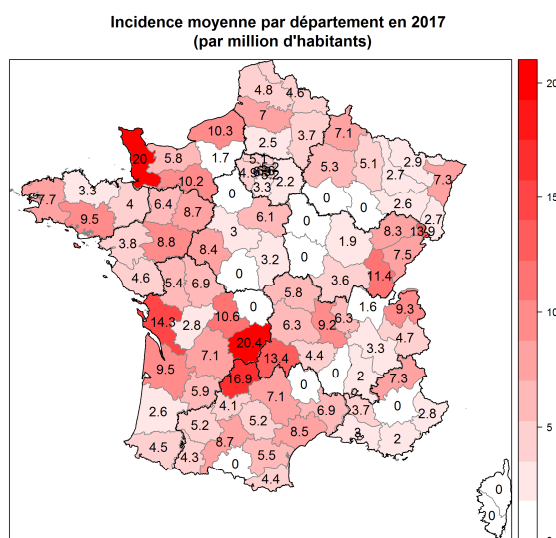 Incidence moyenne par département en 2017
(par million d'habitants)
4.8 4.6
7
10.3 3.7 7.1
20 5.8 1.7 2.5 5.3 5.1 2.9
2.7 7.3
3.3 10.2 3.3 2.2
7.7 4 6.4 0 0 0 2.6
9.5 8.7 6.1 2.7
3.8 8.8 8.4 3 0 1.9 8.3
3.2 7.5
4.6 5.4 6.9 0 3.6 11.4
0 5.8 1.6 9.3
14.3 2.8 10.6 6.3 9.2 6.3
20.4 4.7
7.1 13.4 4.4 3.3
9.5 16.9 0 0 2 7.3
5.9 7.1 0
2.6 4.1 6.9 3.7 2.8
5.2 5.2
4.5 8.7 8.5 2
4.3 0 5.5
4.4
0
0
20
15
10
5